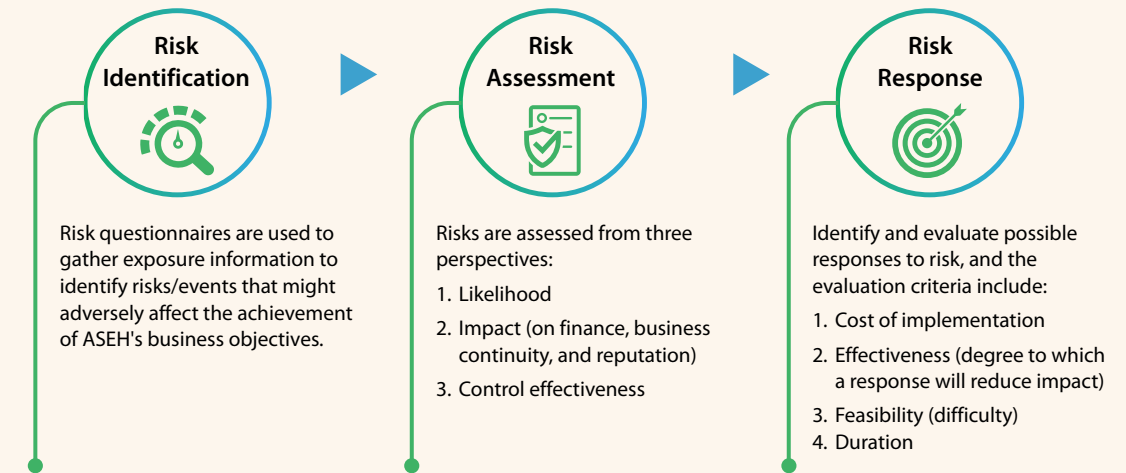 Risk
Identification
Risk questionnaires are used to
gather exposure information to
identify risks/events that might
adversely affect the achievement
of ASEH's business objectives.
Risk
Assessment
Risks are assessed from three
perspectives:
1. Likelihood
2. Impact (on finance, business
continuity, and reputation)
3. Control effectiveness
Risk
Response
Identify and evaluate possible
responses to risk, and the
evaluation criteria include:
1. Cost of implementation
2. Effectiveness (degree to which
a response will reduce impact)
3. Feasibility (difficulty)
4. Duration